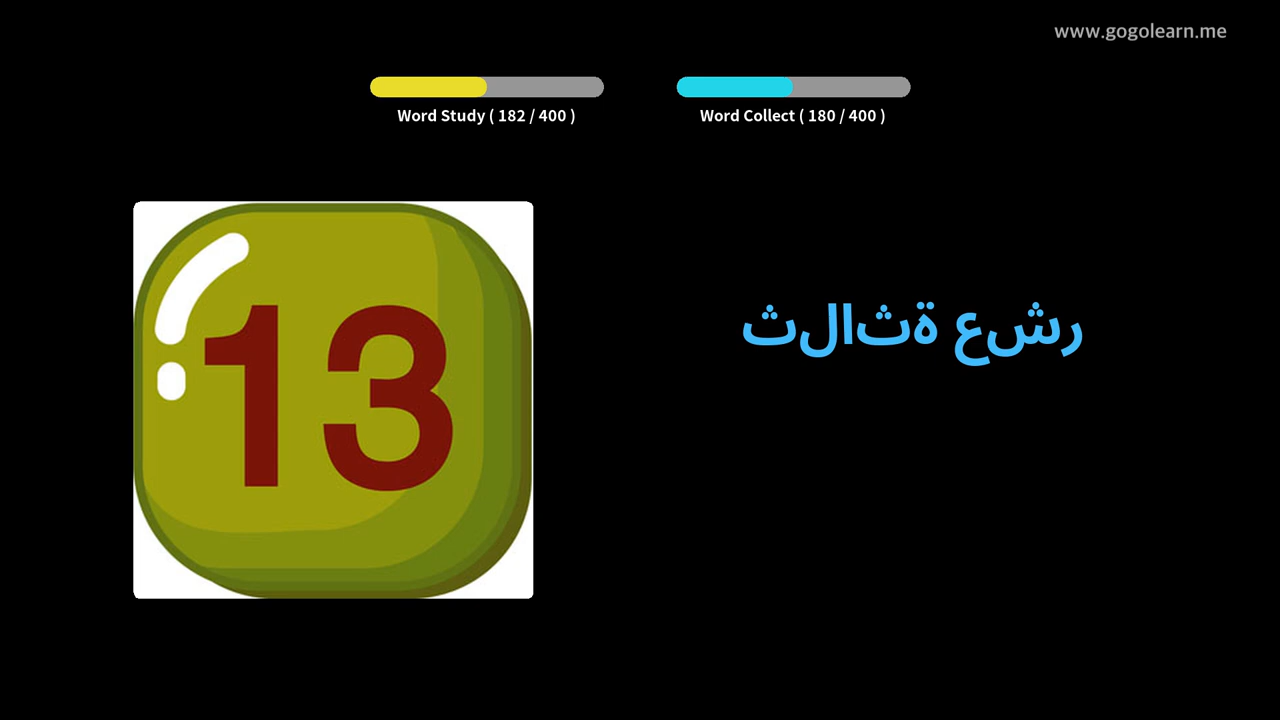 www.gogolearn.me
Word Study ( 182 / 400 )
Word Collect ( 180 / 400 )
13
رشع ةثالث